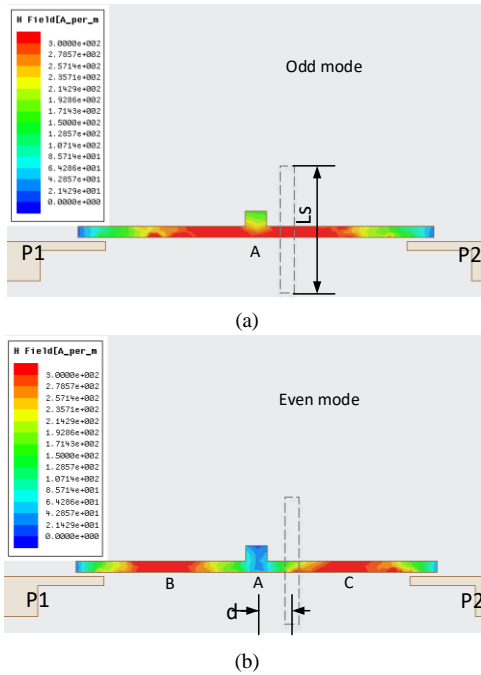 H Field[A_per_m
3.0000e+002
2.7857e+002
2.5714e+002
2.3571e+002
2.1429e+002
1.9286e+002
1.7143e+002
1.5000e+002
1.2857e+002
1.0714e+002
8.5714e+001
6.4286e+001
4.2857e+001
2.1429e+001
0.0000e+000
Odd mode
Ls
P1
A
P2
(a)
H Field[A_per_m
3.0000e+002
2.7857e+002
2.5714e+002
2.3571e+002
2.1429e+002
1.9286e+002
1.7143e+002
1.5000e+002
1.2857e+002
1.0714e+002
8.5714e+001
6.4286e+001
4.2857e+001
2.1429e+001
0.0000e+000
Even mode
P1
B
A
C
P2
d
(b)